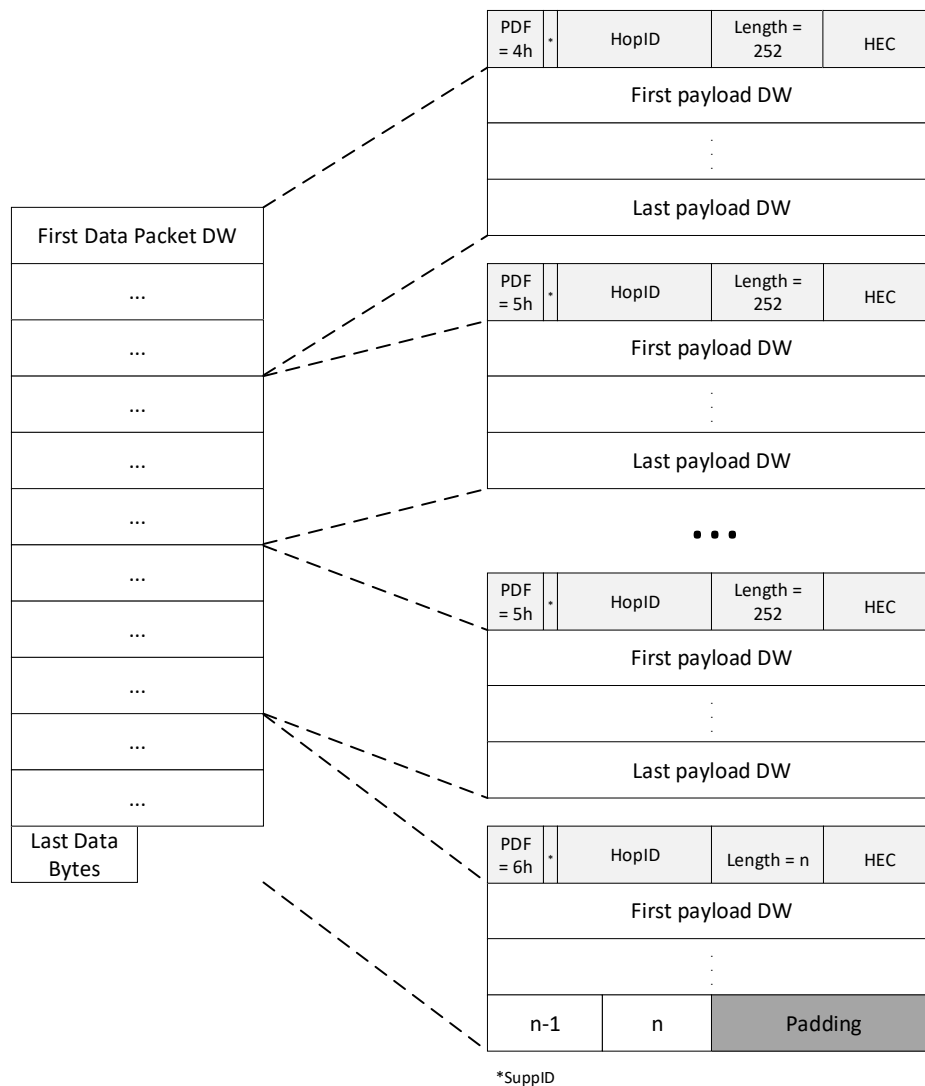 PDF = 4h
*
HopID
Length = 252
HEC
First payload DW
.
.
.
Last payload DW
First Data Packet DW
...
...
...
...
...
...
...
...
...
...
Last Data
Bytes
PDF = 5h
*
HopID
Length = 252
HEC
First payload DW
.
.
.
Last payload DW
...
PDF = 5h
*
HopID
Length = 252
HEC
First payload DW
.
.
.
Last payload DW
PDF = 6h
*
HopID
Length = n
HEC
First payload DW
.
.
.
n-1
n
Padding
*SuppID